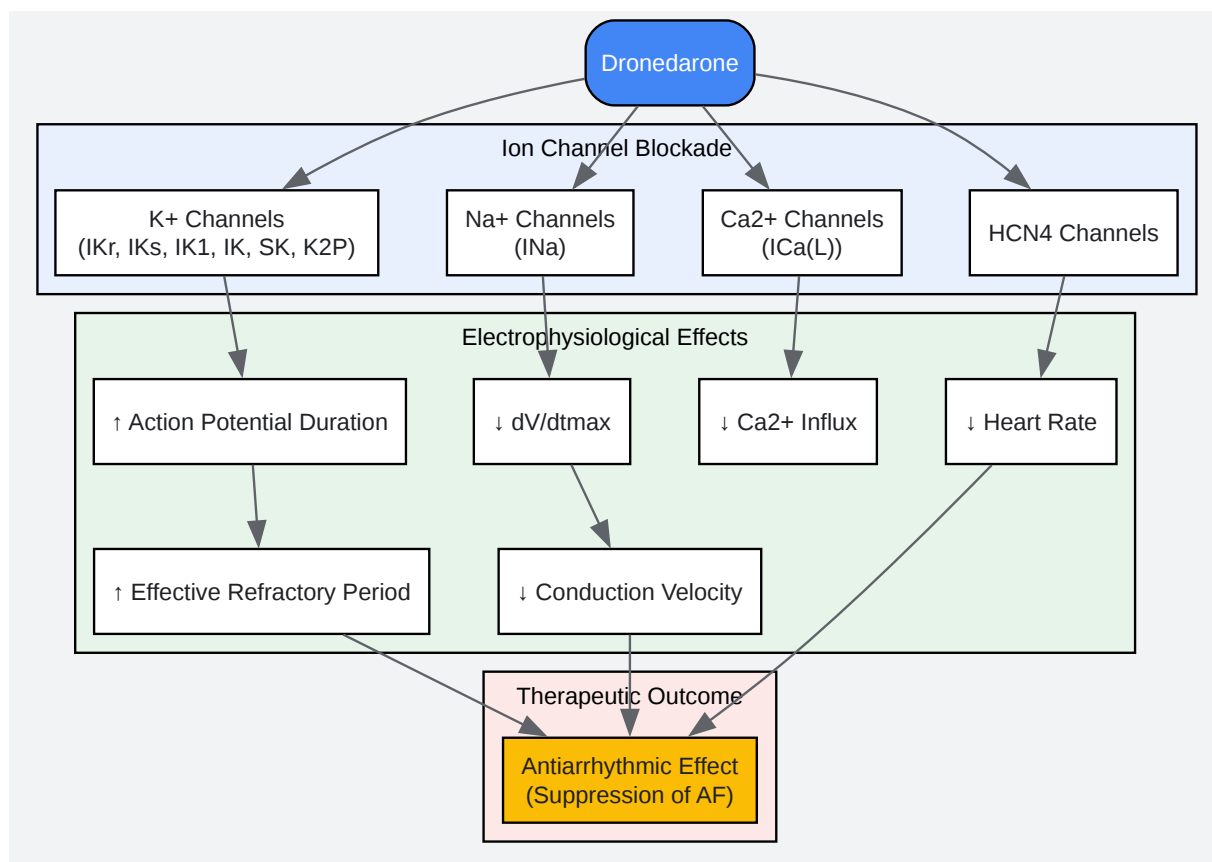 Dronedarone
Ion Channel Blockade
K+ Channels
(IKr, IKs, IK1, IK, SK, K2P)
Na+ Channels
(INa)
Ca2+ Channels
(ICa(L))
HCN4 Channels
Electrophysiological Effects
↑ Action Potential Duration
↓ dV/dtmax
↓ Ca2+ Influx
↓ Heart Rate
↑ Effective Refractory Period
↓ Conduction Velocity
Therapeutic Outcome
Antiarrhythmic Effect
(Suppression of AF)